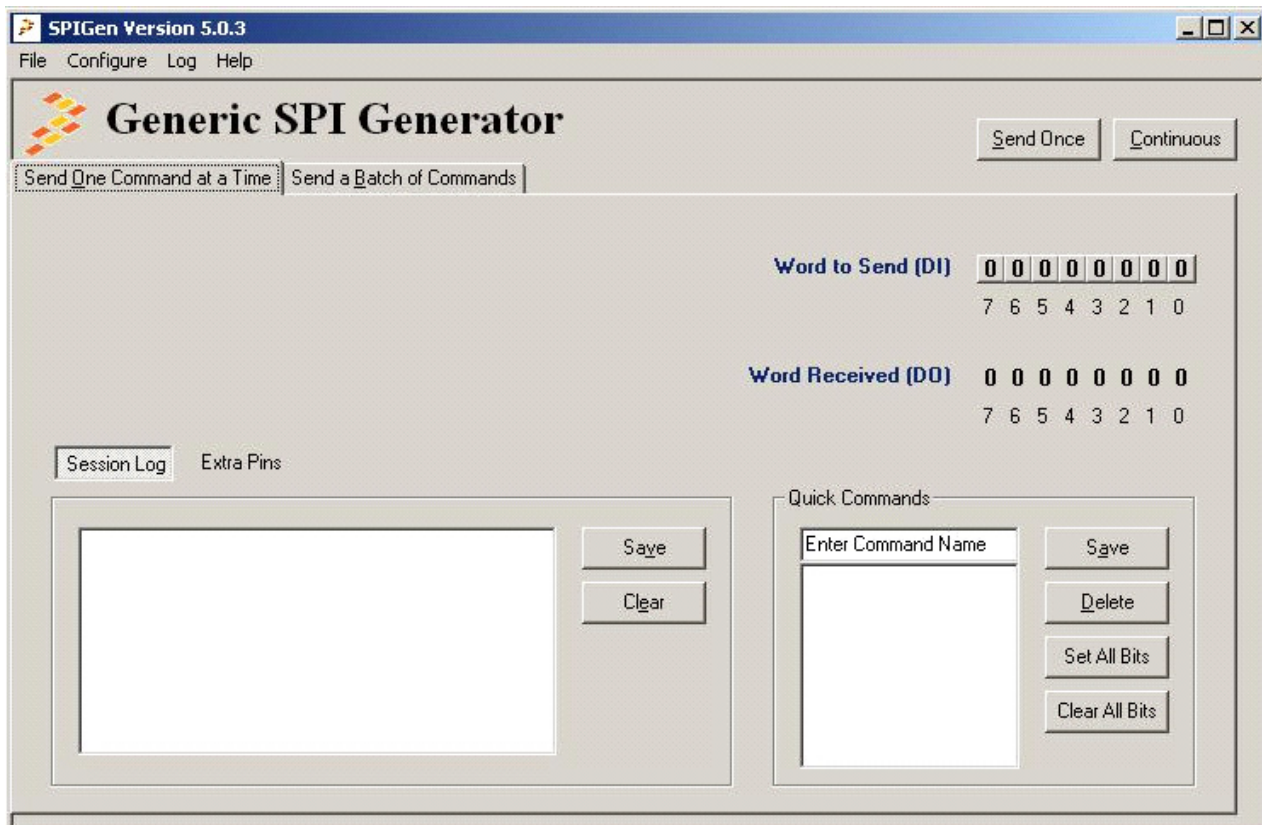 SPIGen Version 5.0.3
File Configure Log Help
Generic SPI Generator
Send Once Continuous
Send One Command at a Time Send a Batch of Commands
Word to Send (DI) 0 0 0 0 0 0 0 0
7 6 5 4 3 2 1 0
Word Received (DO) 0 0 0 0 0 0 0 0
7 6 5 4 3 2 1 0
Session Log Extra Pins
Save
Clear
Quick Commands
Enter Command Name
Save
Delete
Set All Bits
Clear All Bits